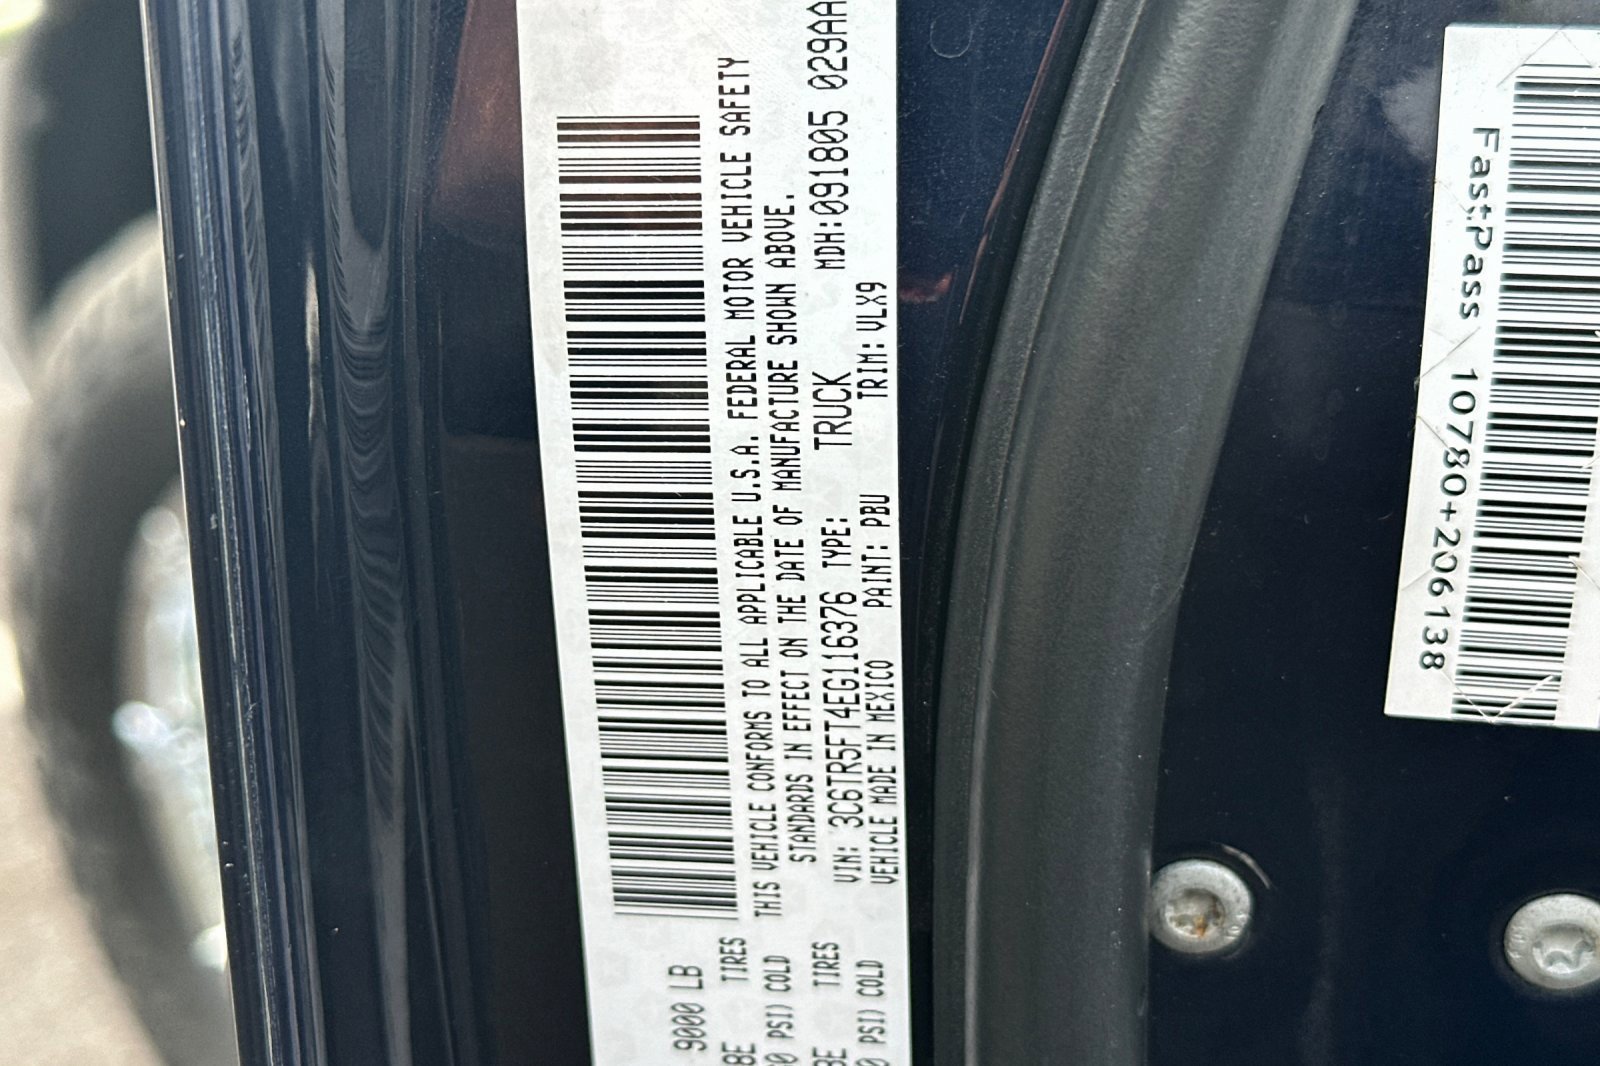 9000 LB
TIRES
PSI) COLD
TIRES
PSI) COLD
THIS VEHICLE CONFORMS TO ALL APPLICABLE U.S.A. FEDERAL MOTOR VEHICLE SAFETY
STANDARDS IN EFFECT ON THE DATE OF MANUFACTURE SHOWN ABOVE.
VIN: 3C6TR5FT4EG116376 TYPE: TRUCK MDH:091805 029AA
VEHICLE MADE IN MEXICO PAINT: PBU TRIM: VLX9
FastPass 10780+206138